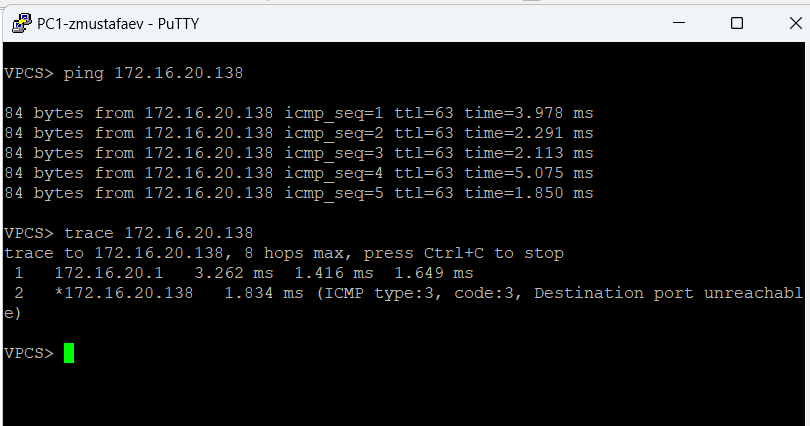 PC1-zmustafaev - PuTTY
VPCS> ping 172.16.20.138
84 bytes from 172.16.20.138 icmp_seq=1 ttl=63 time=3.978 ms
84 bytes from 172.16.20.138 icmp_seq=2 ttl=63 time=2.291 ms
84 bytes from 172.16.20.138 icmp_seq=3 ttl=63 time=2.113 ms
84 bytes from 172.16.20.138 icmp_seq=4 ttl=63 time=5.075 ms
84 bytes from 172.16.20.138 icmp_seq=5 ttl=63 time=1.850 ms
VPCS> trace 172.16.20.138
trace to 172.16.20.138, 8 hops max, press Ctrl+C to stop
 1   172.16.20.1   3.262 ms  1.416 ms  1.649 ms
 2   *172.16.20.138   1.834 ms (ICMP type:3, code:3, Destination port unreachabl
e)
VPCS>